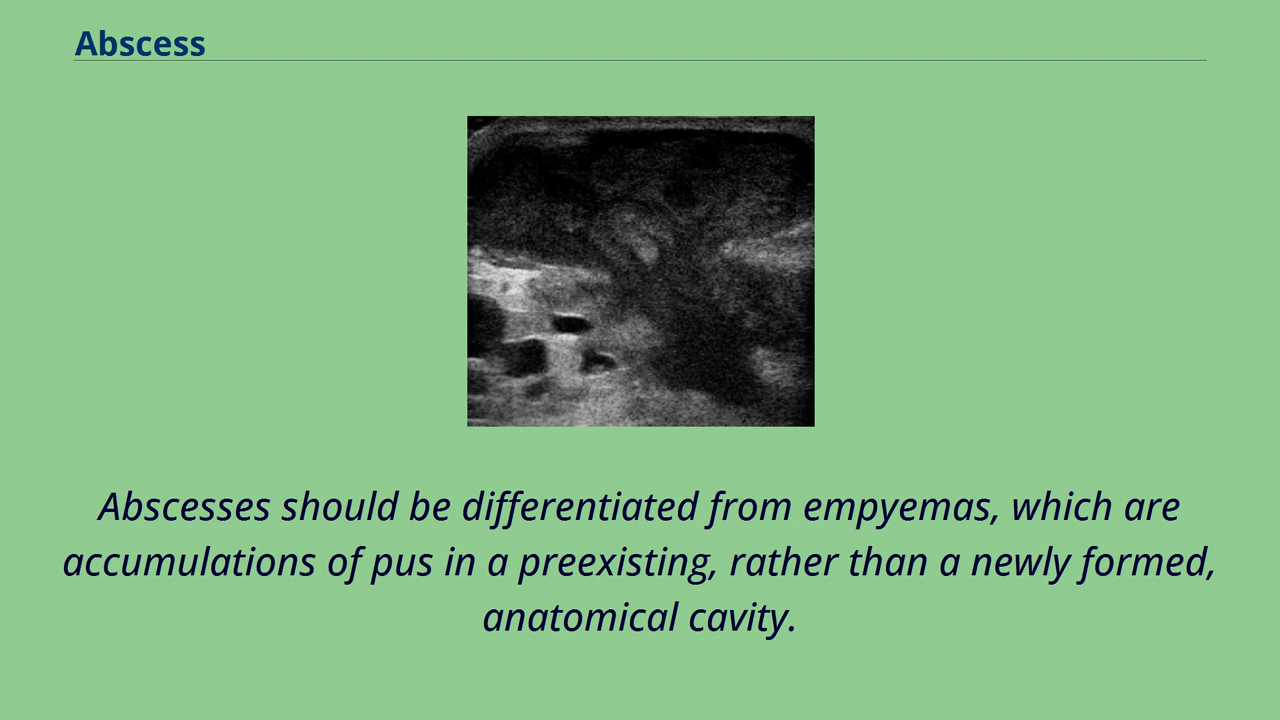 Abscess
Abscesses should be differentiated from empyemas, which are
accumulations of pus in a preexisting, rather than a newly formed,
anatomical cavity.